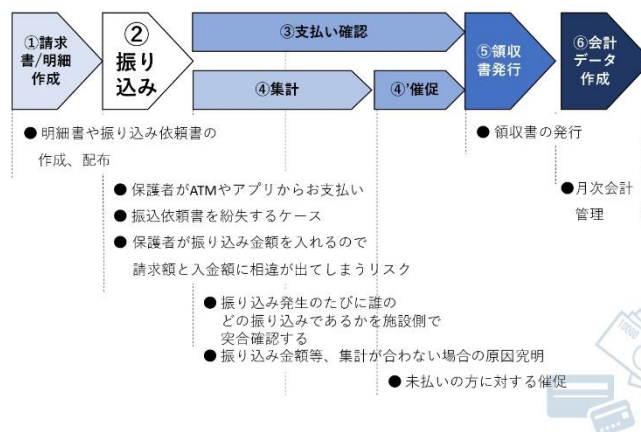 ①請求
書/明細
作成
②
振り
込み
③支払い確認
④集計
④'催促
⑤領収
書発行
⑥会計
データ
作成
● 明細書や振り込み依頼書の
作成、配布
● 領収書の発行
● 保護者がATMやアプリからお支払い
● 月次会計
管理
● 振込依頼書を紛失するケース
● 保護者が振り込み金額を入れるので
請求額と入金額に相違が出てしまうリスク
● 振り込み発生のたびに誰の
どの振り込みであるかを施設側で
突合確認する
● 振り込み金額等、集計が合わない場合の原因究明
● 未払いの方に対する催促